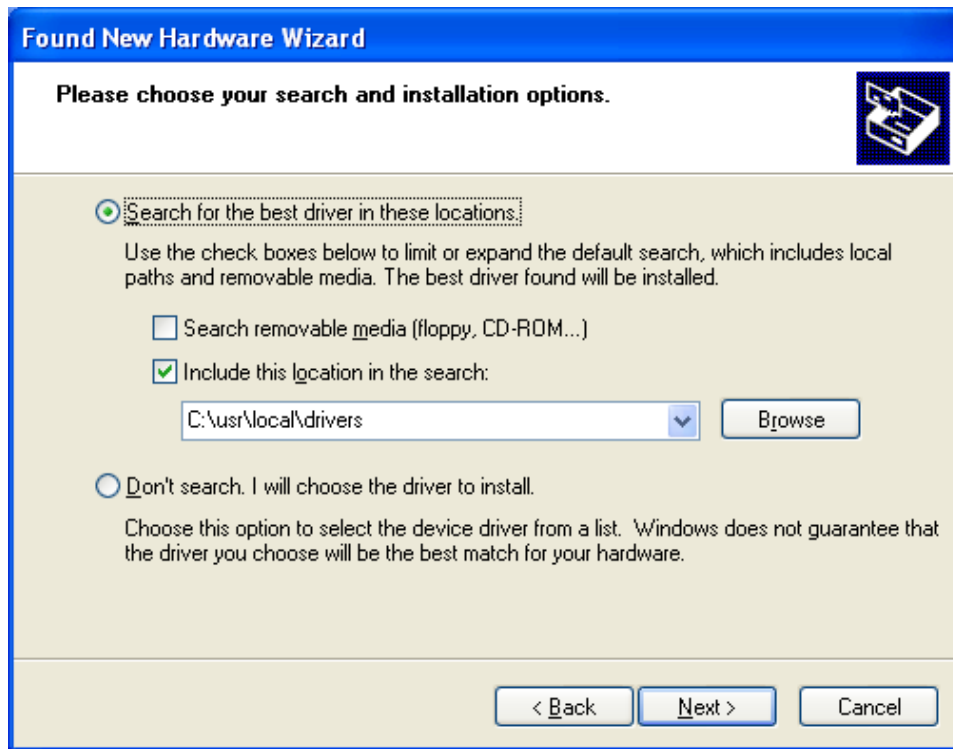 Found New Hardware Wizard
Please choose your search and installation options.
Search for the best driver in these locations.
Use the check boxes below to limit or expand the default search, which includes local
paths and removable media. The best driver found will be installed.
Search removable media (floppy, CD-ROM...)
Include this location in the search:
C:\usr\local\drivers
Browse
Don't search. I will choose the driver to install.
Choose this option to select the device driver from a list. Windows does not guarantee that
the driver you choose will be the best match for your hardware.
< Back Next > Cancel